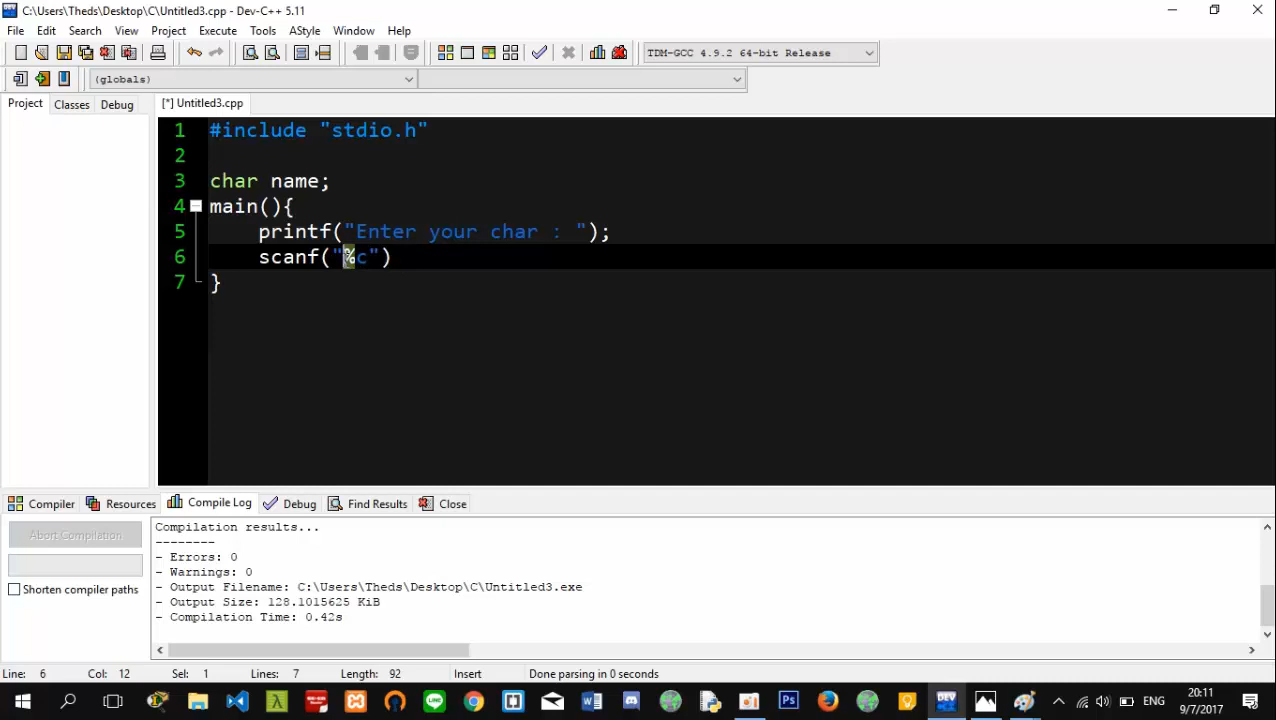 C:\Users\Theds\Desktop\C\Untitled3.cpp - Dev-C++ 5.11
File Edit Search View Project Execute Tools AStyle Window Help
TDM-GCC 4.9.2 64-bit Release
(globals)
Project Classes Debug [*] Untitled3.cpp
1 #include "stdio.h"
2
3 char name;
4 main(){
5 printf("Enter your char : ");
6 scanf("%c")
7 }
Compiler Resources Compile Log Debug Find Results Close
Abort Compilation
Shorten compiler paths
Compilation results...
--------
- Errors: 0
- Warnings: 0
- Output Filename: C:\Users\Theds\Desktop\C\Untitled3.exe
- Output Size: 128.1015625 KiB
- Compilation Time: 0.42s
Line: 6 Col: 12 Sel: 1 Lines: 7 Length: 92 Insert Done parsing in 0 seconds
ENG
20:11
9/7/2017